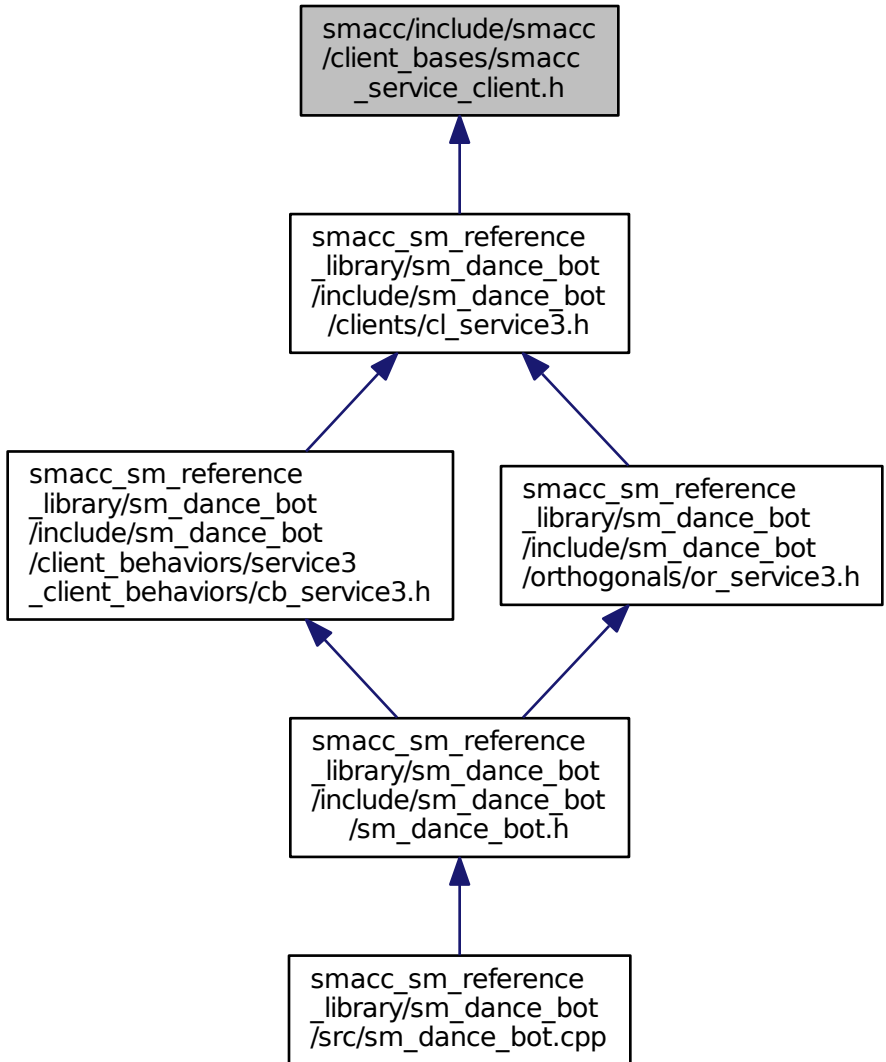 smacc/include/smacc
/client_bases/smacc
_service_client.h
smacc_sm_reference
_library/sm_dance_bot
/include/sm_dance_bot
/clients/cl_service3.h
smacc_sm_reference
_library/sm_dance_bot
/include/sm_dance_bot
/client_behaviors/service3
_client_behaviors/cb_service3.h
smacc_sm_reference
_library/sm_dance_bot
/include/sm_dance_bot
/orthogonals/or_service3.h
smacc_sm_reference
_library/sm_dance_bot
/include/sm_dance_bot
/sm_dance_bot.h
smacc_sm_reference
_library/sm_dance_bot
/src/sm_dance_bot.cpp